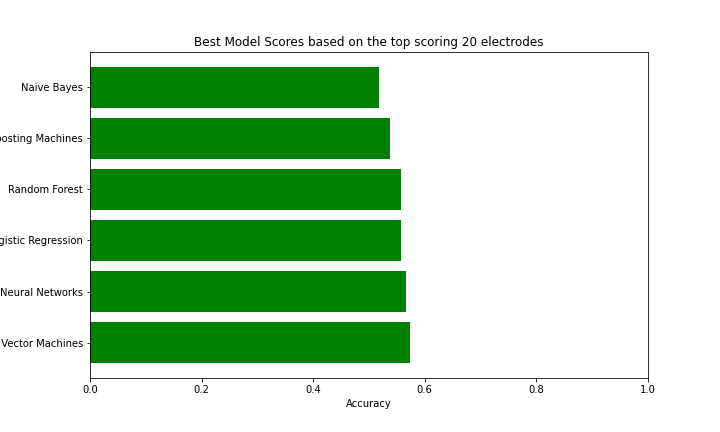 Best Model Scores based on the top scoring 20 electrodes
Naive Bayes
osting Machines
Random Forest
gistic Regression
Neural Networks
Vector Machines
0.0 0.2 0.4 0.6 0.8 1.0
Accuracy